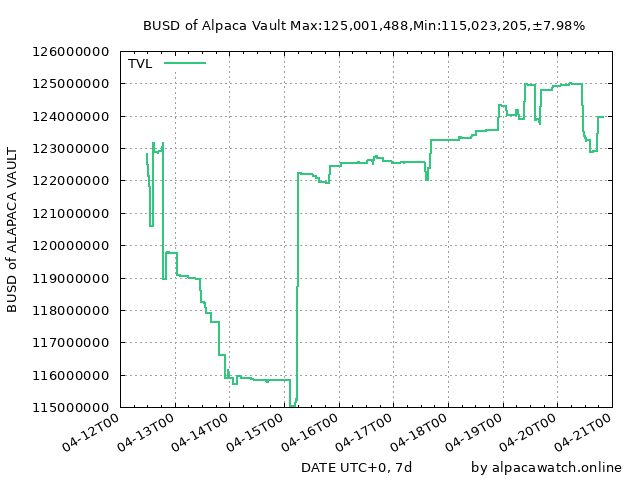 BUSD of Alpaca Vault Max:125,001,488,Min:115,023,205,±7.98%
TVL
126000000
125000000
124000000
123000000
122000000
121000000
120000000
119000000
118000000
117000000
116000000
115000000
BUSD of ALAPACA VAULT
04-12T00
04-13T00
04-14T00
04-15T00
04-16T00
04-17T00
04-18T00
04-19T00
04-20T00
04-21T00
DATE UTC+0, 7d
by alpacawatch.online